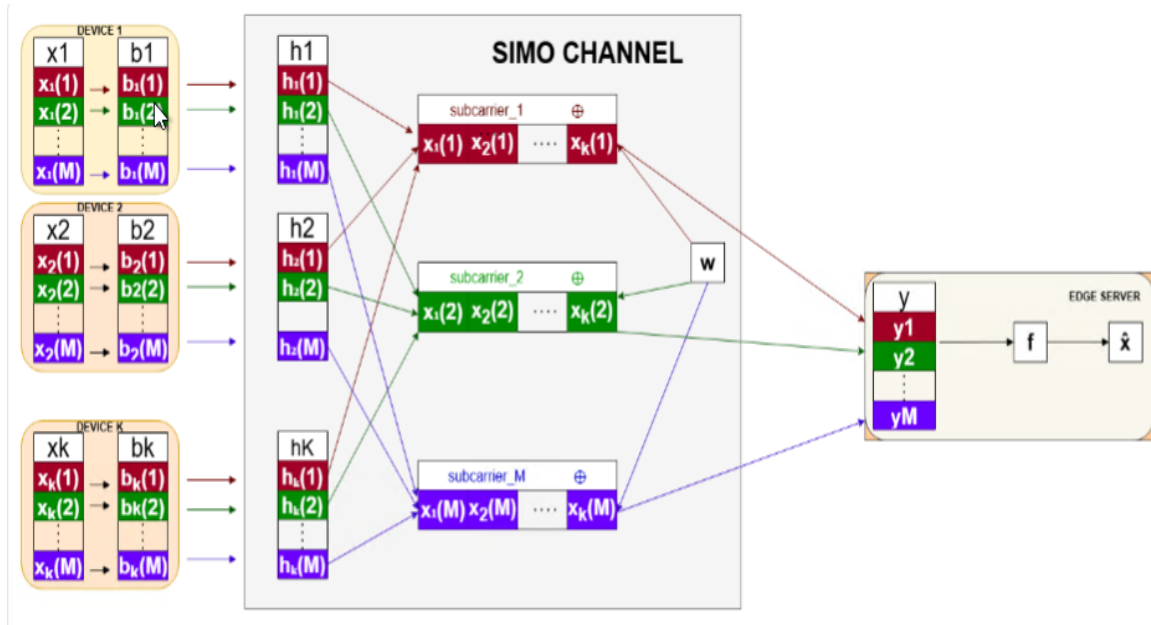 DEVICE 1
x1 b1
x₁(1) b₁(1)
x₁(2) b₁(2)
x₁(M) b₁(M)
DEVICE 2
x2 b2
x₂(1) b₂(1)
x₂(2) b2(2)
x₂(M) b₂(M)
DEVICE K
xk bk
xₖ(1) bₖ(1)
xₖ(2) bk(2)
xₖ(M) bₖ(M)
SIMO CHANNEL
h1
h₁(1)
h₁(2)
h₁(M)
h2
h₂(1)
h₂(2)
h₂(M)
hK
hₖ(1)
hₖ(2)
hₖ(M)
subcarrier_1 ⊕
x₁(1) x₂(1) ···· xₖ(1)
subcarrier_2 ⊕
x₁(2) x₂(2) ···· xₖ(2)
subcarrier_M ⊕
x₁(M) x₂(M) ···· xₖ(M)
w
EDGE SERVER
y
y1
y2
yM
f
x̂